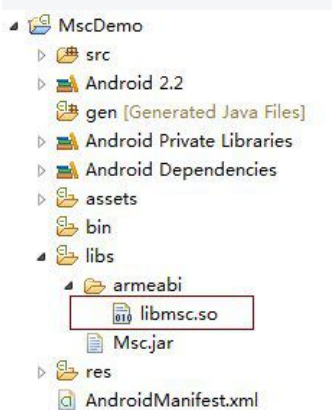 MscDemo
src
Android 2.2
gen [Generated Java Files]
Android Private Libraries
Android Dependencies
assets
bin
libs
armeabi
010
libmsc.so
Msc.jar
res
AndroidManifest.xml